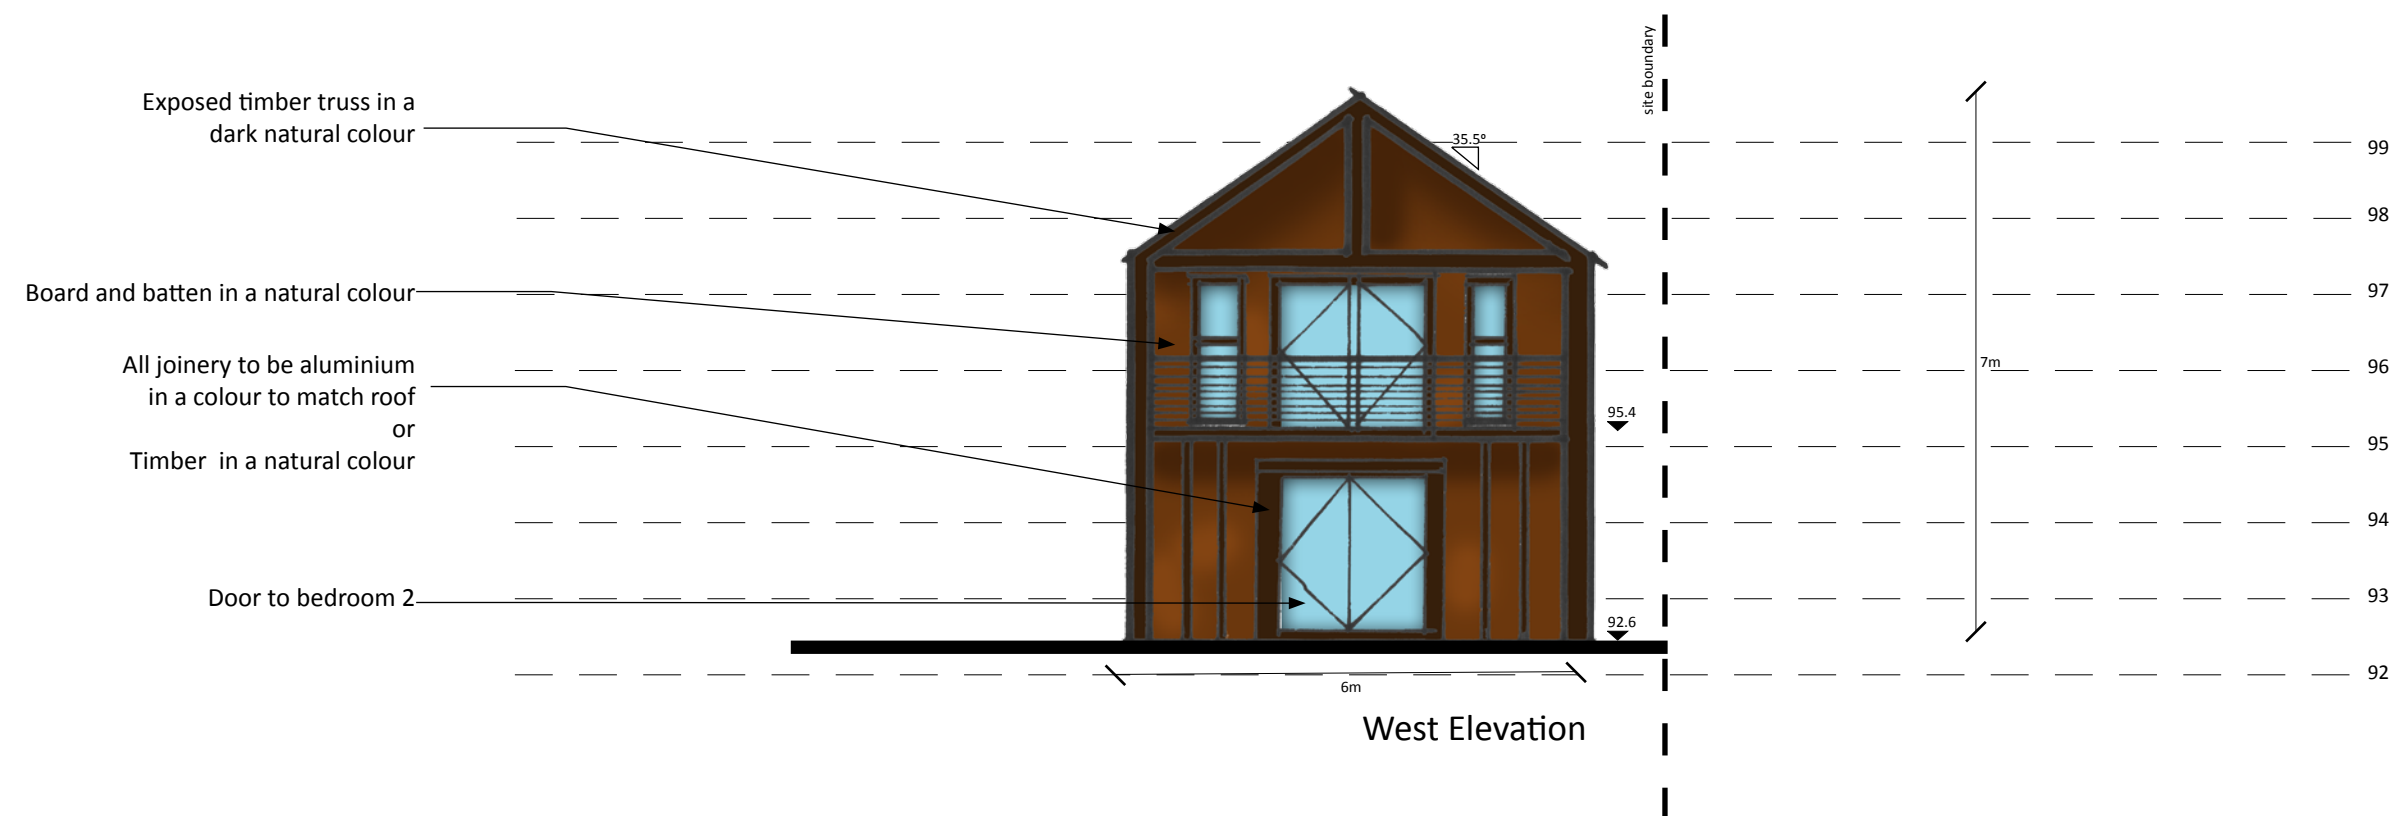 site boundary
Exposed timber truss in a
dark natural colour
35.5°
99
98
Board and batten in a natural colour
97
All joinery to be aluminium
in a colour to match roof
or
Timber in a natural colour
7m
96
95.4
95
94
Door to bedroom 2
93
92.6
92
6m
West Elevation